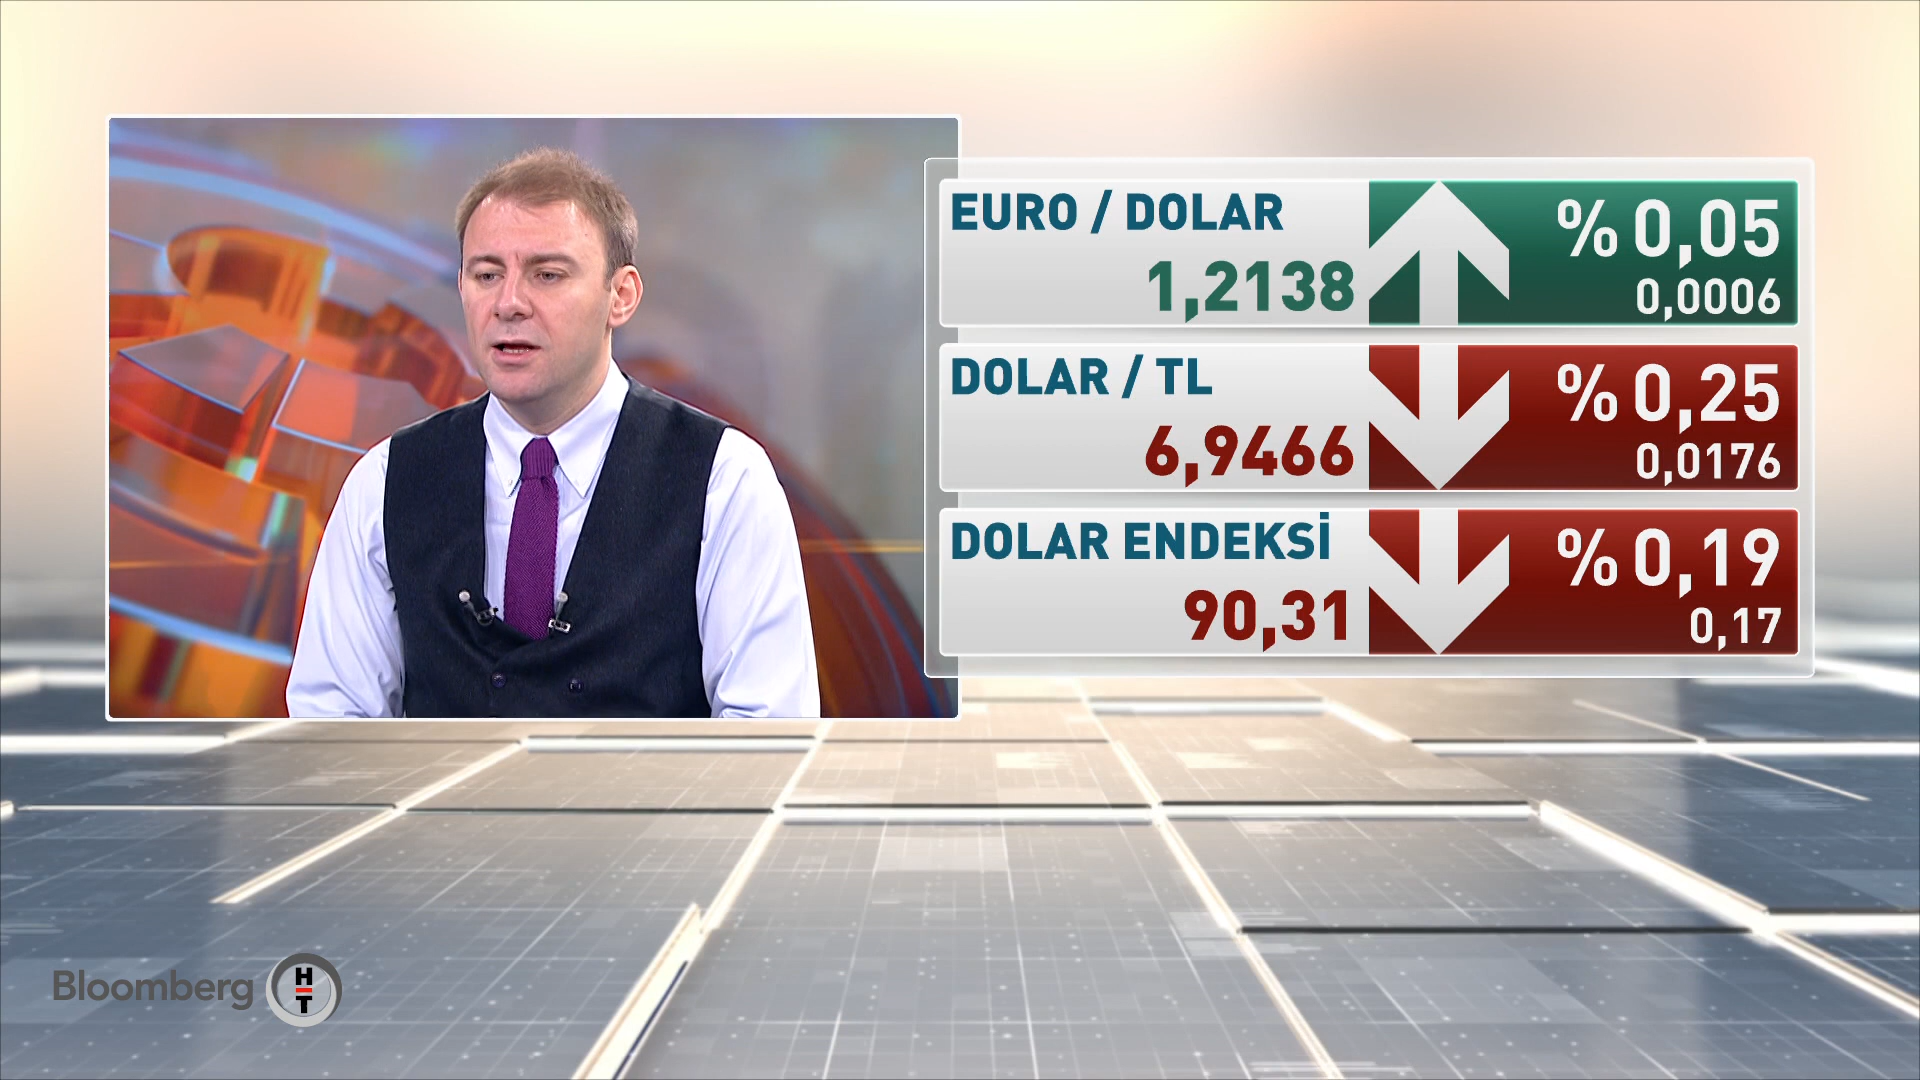 EURO / DOLAR
1,2138
% 0,05
0,0006
DOLAR / TL
6,9466
% 0,25
0,0176
DOLAR ENDEKSİ
90,31
% 0,19
0,17
Bloomberg HT